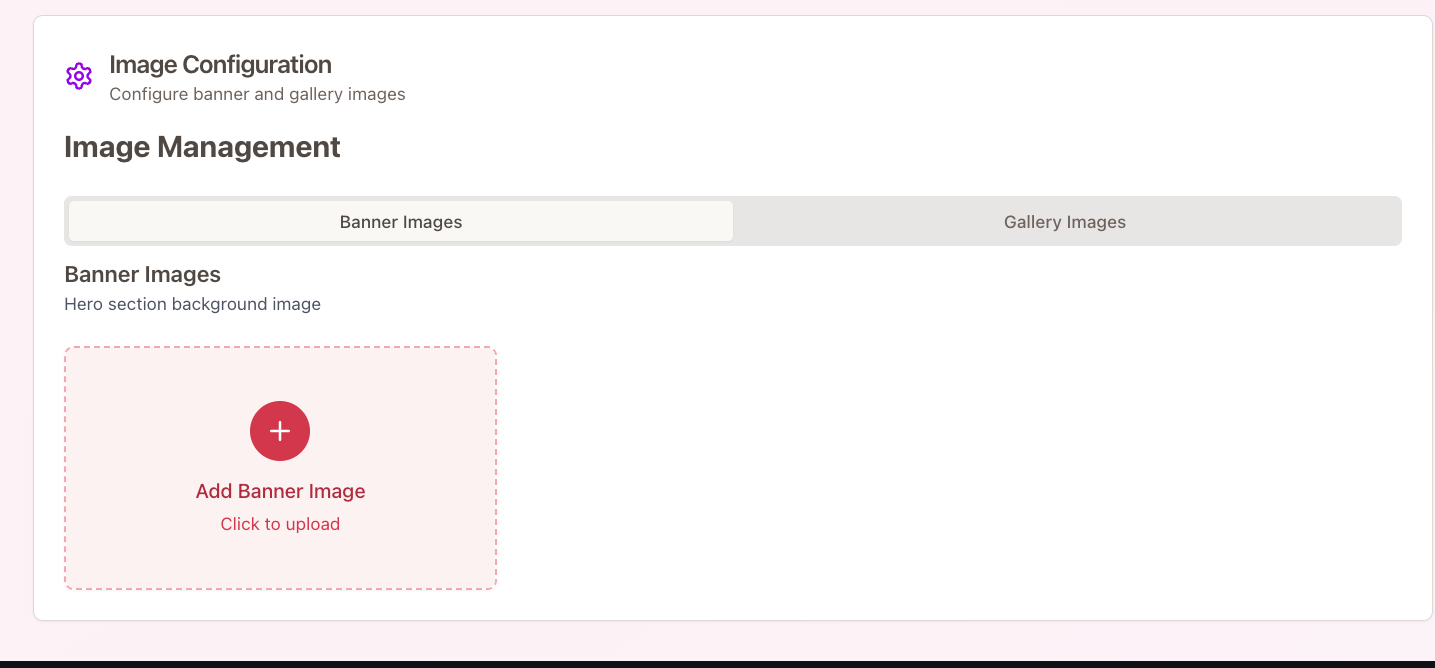 Image Configuration
Configure banner and gallery images
Image Management
Banner Images
Gallery Images
Banner Images
Hero section background image
Add Banner Image
Click to upload